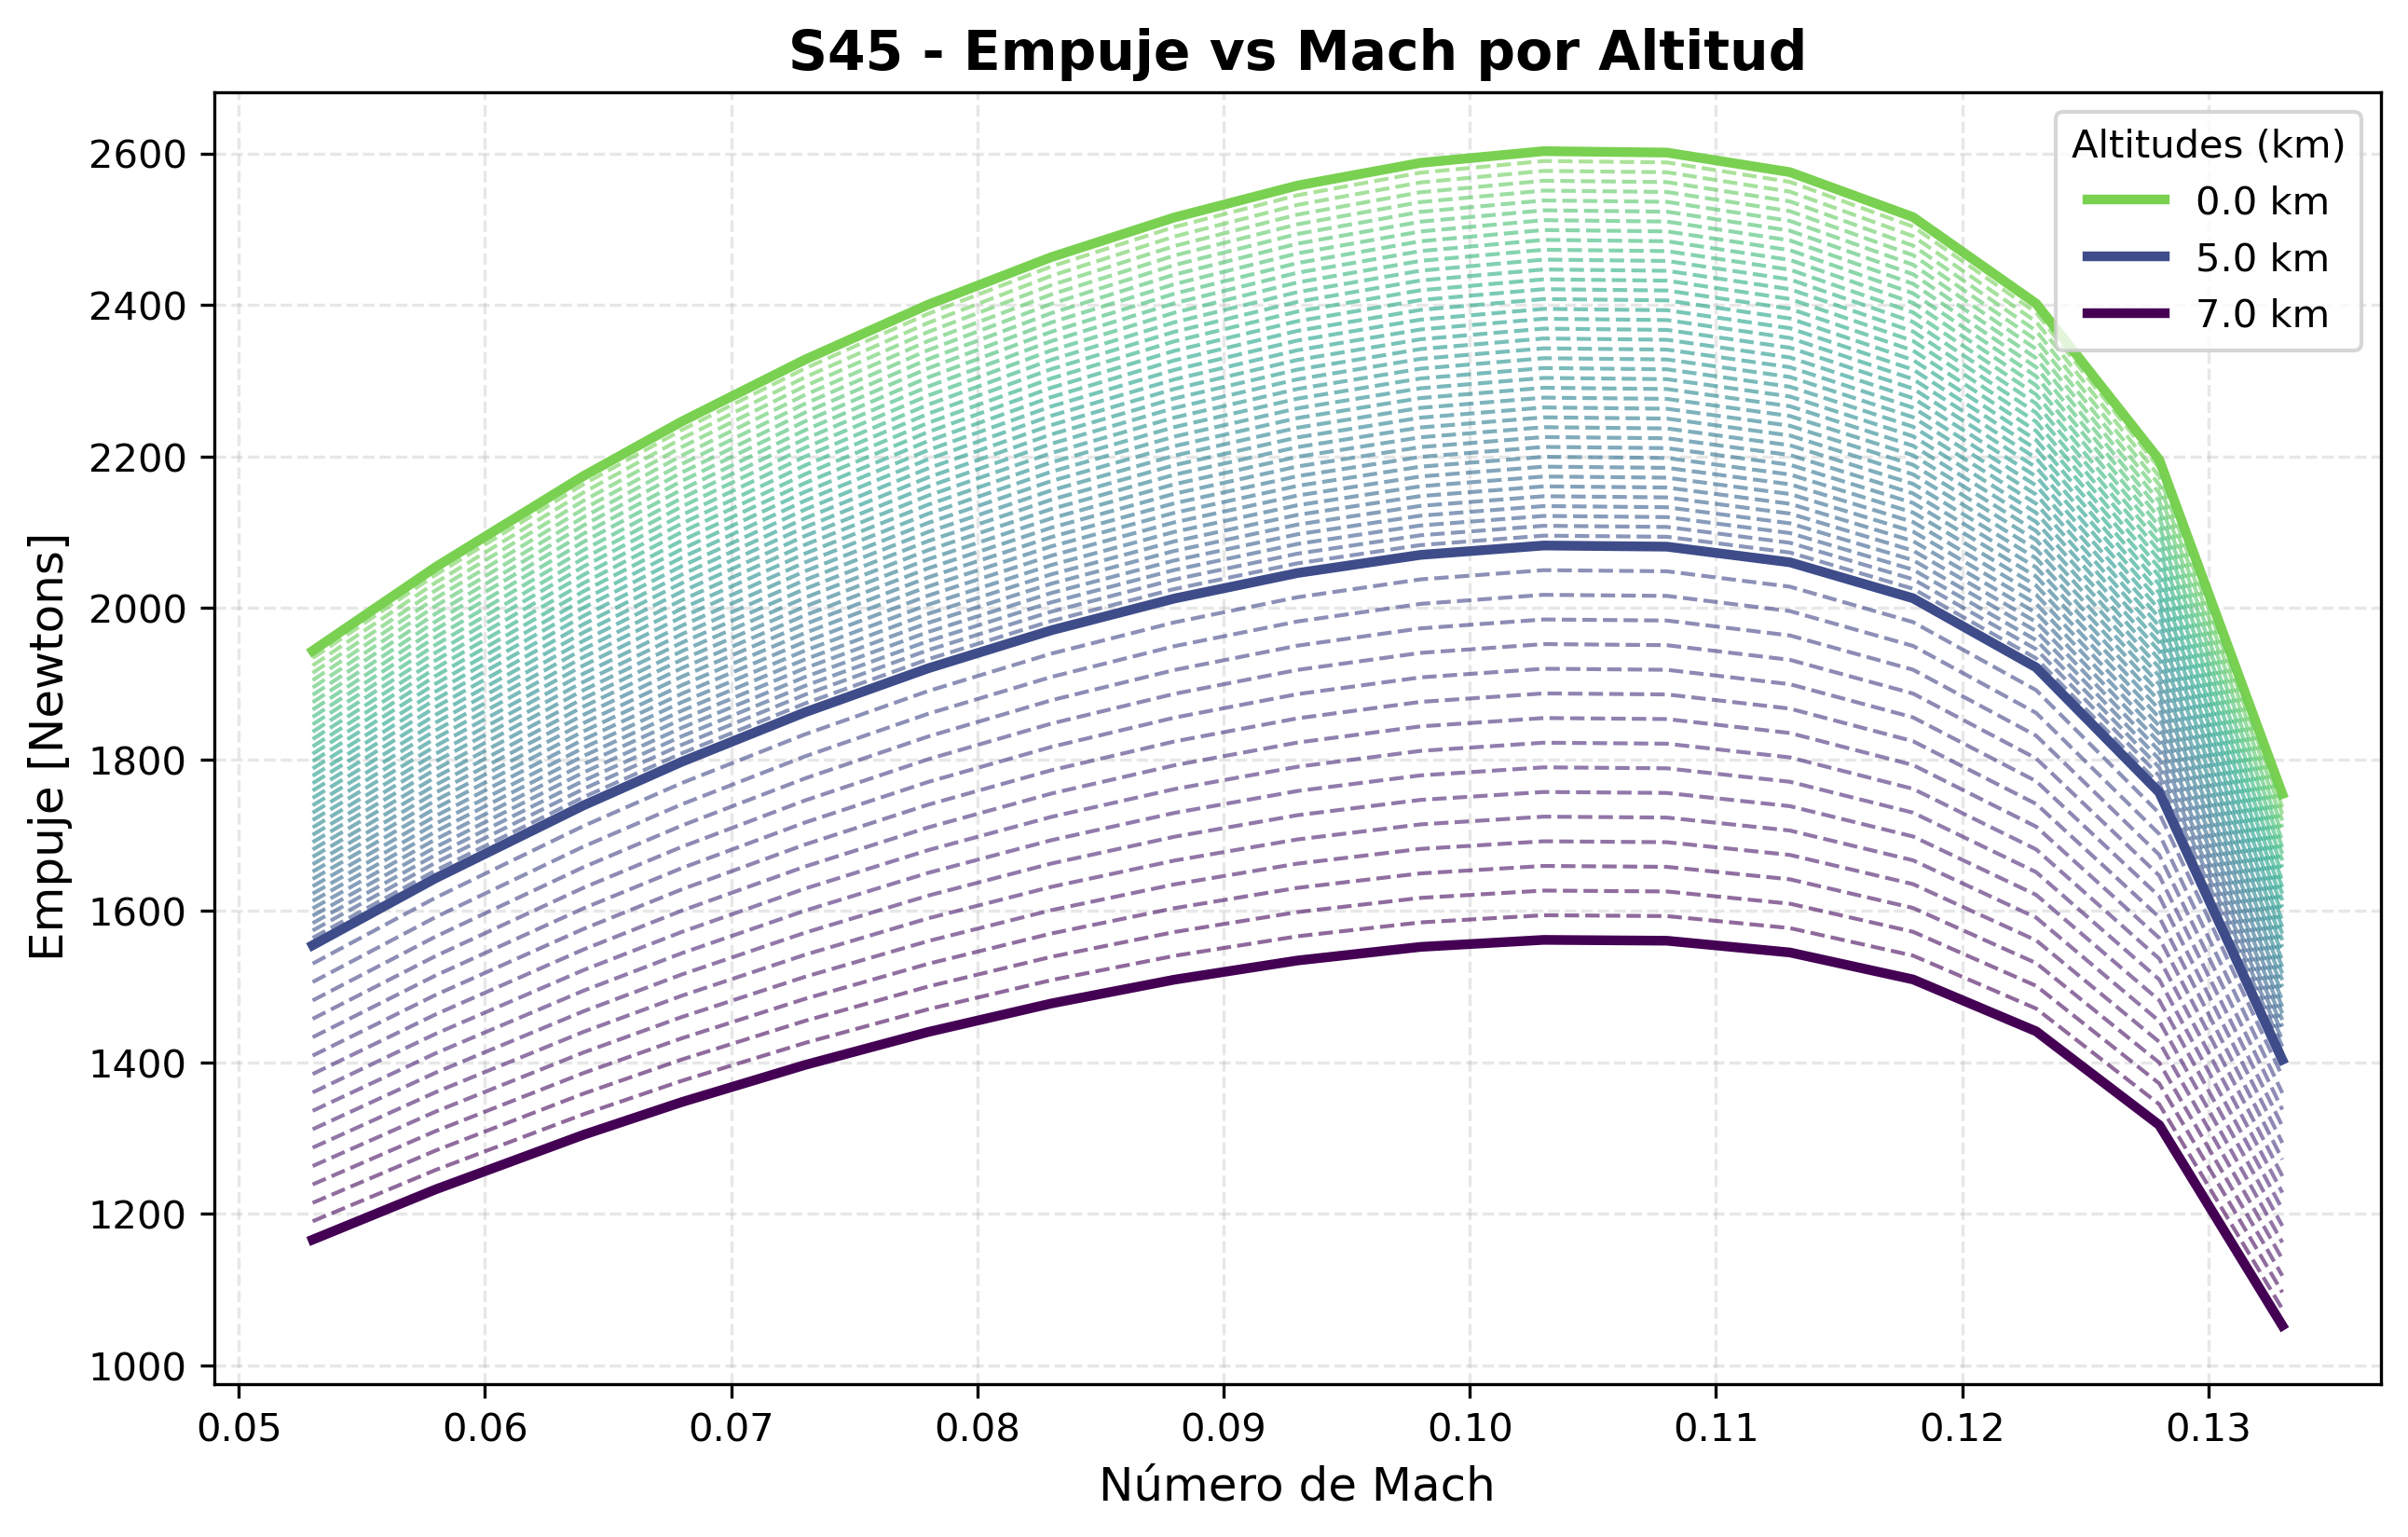 S45 - Empuje vs Mach por Altitud
Altitudes (km)
0.0 km
5.0 km
7.0 km
Empuje [Newtons]
2600
2400
2200
2000
1800
1600
1400
1200
1000
0.05 0.06 0.07 0.08 0.09 0.10 0.11 0.12 0.13
Número de Mach